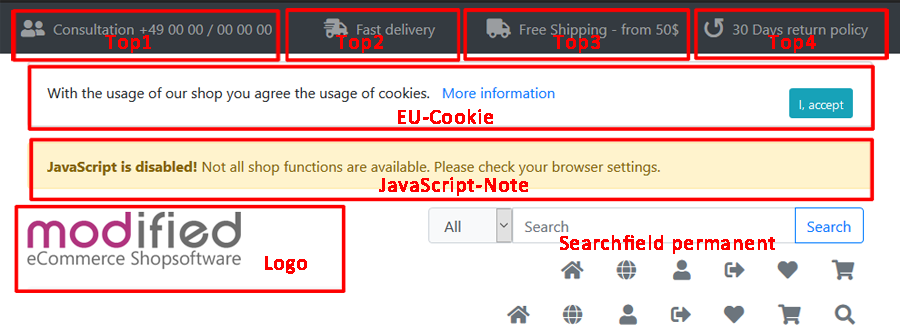 Consultation +49 00 00 / 00 00 00
Top1
Fast delivery
Top2
Free Shipping - from 50$
Top3
30 Days return policy
Top4
With the usage of our shop you agree the usage of cookies. More information
I, accept
EU-Cookie
JavaScript is disabled! Not all shop functions are available. Please check your browser settings.
JavaScript-Note
modified
eCommerce Shopsoftware
Logo
All
Search
Search
Searchfield permanent